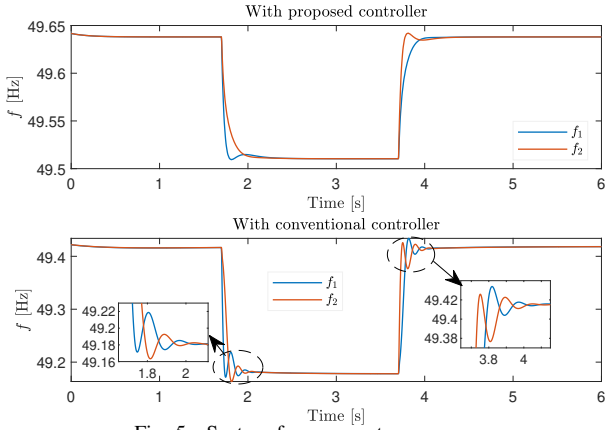 With proposed controller
49.65
49.6
49.55
49.5
f [Hz]
f₁
f₂
0 1 2 3 4 5 6
Time [s]
With conventional controller
49.4
49.3
49.2
f [Hz]
f₁
f₂
49.22
49.2
49.18
49.16
1.8 2
49.42
49.4
49.38
3.8 4
0 1 2 3 4 5 6
Time [s]